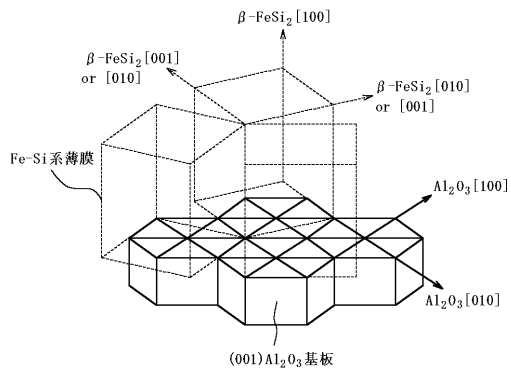 β-FeSi2[100]
β-FeSi2[001]
or [010]
β-FeSi2[010]
or [001]
Fe-Si系薄膜
Al2O3[100]
Al2O3[010]
(001)Al2O3基板